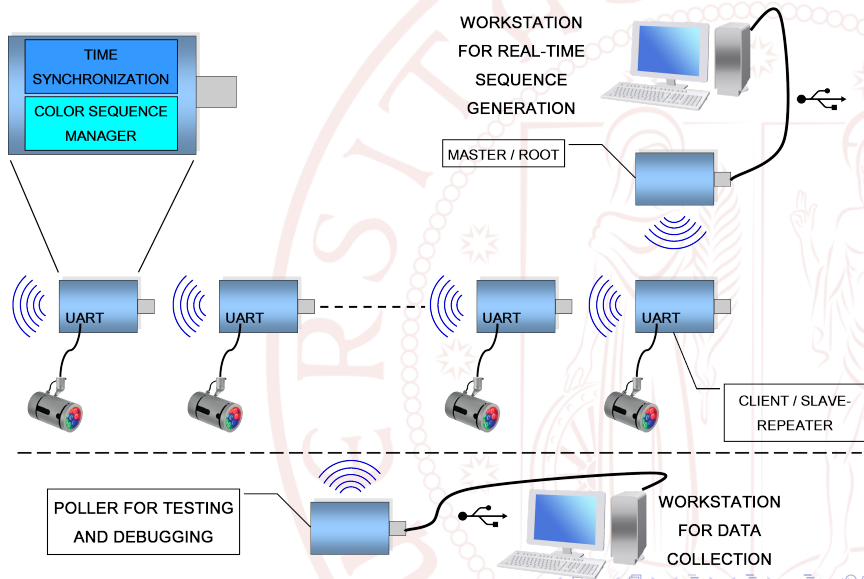 TIME
SYNCHRONIZATION
COLOR SEQUENCE
MANAGER
WORKSTATION
FOR REAL-TIME
SEQUENCE
GENERATION
MASTER / ROOT
UART
UART
UART
UART
CLIENT / SLAVE-
REPEATER
POLLER FOR TESTING
AND DEBUGGING
WORKSTATION
FOR DATA
COLLECTION